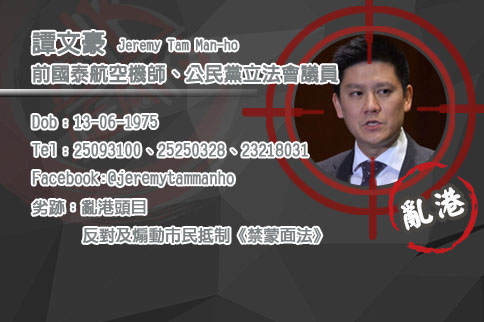 譚文豪 Jeremy Tam Man-ho
前國泰航空機師、公民黨立法會議員
Dob：13-06-1975
Tel：25093100、25250328、23218031
Facebook:@jeremytammanho
劣跡：亂港頭目
反對及煽動市民抵制《禁蒙面法》
亂港